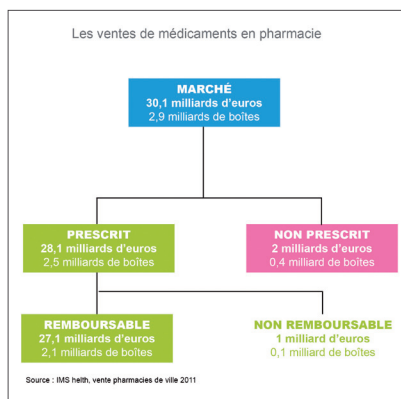 Les ventes de médicaments en pharmacie
MARCHÉ
30,1 milliards d'euros
2,9 milliards de boîtes
PRESCRIT
28,1 milliards d'euros
2,5 milliards de boîtes
NON PRESCRIT
2 milliards d'euros
0,4 milliard de boîtes
REMBOURSABLE
27,1 milliards d'euros
2,1 milliards de boîtes
NON REMBOURSABLE
1 milliard d'euros
0,1 milliard de boîtes
Source : IMS helth, vente pharmacies de ville 2011